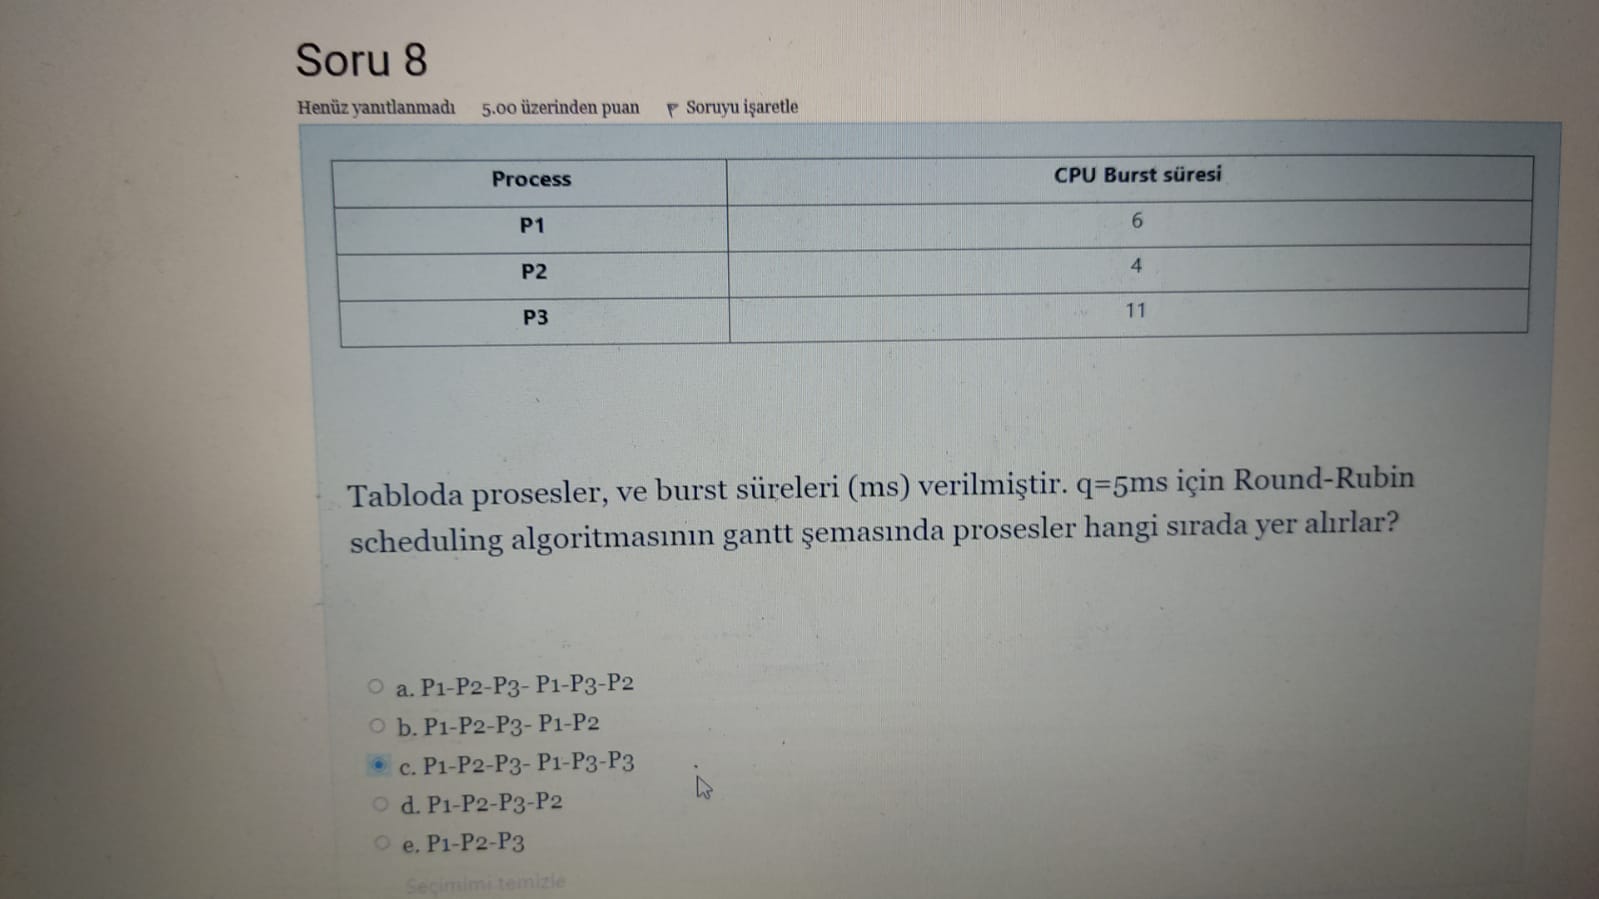 Soru 8
Henüz yanıtlanmadı 5.00 üzerinden puan Soruyu işaretle
Process CPU Burst süresi
P1 6
P2 4
P3 11
Tabloda prosesler, ve burst süreleri (ms) verilmiştir. q=5ms için Round-Rubin
scheduling algoritmasının gantt şemasında prosesler hangi sırada yer alırlar?
a. P1-P2-P3- P1-P3-P2
b. P1-P2-P3- P1-P2
c. P1-P2-P3- P1-P3-P3
d. P1-P2-P3-P2
e. P1-P2-P3
Seçimimi temizle